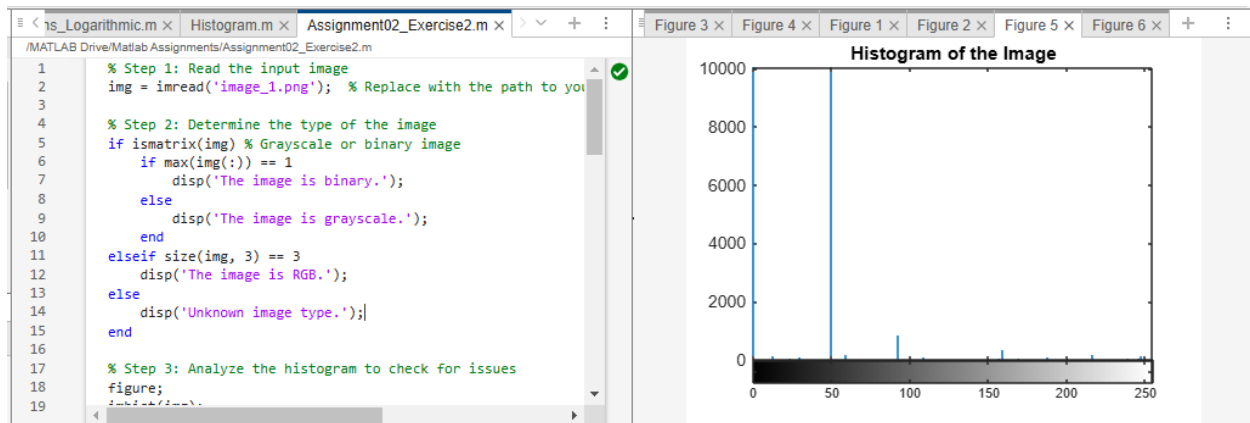 ns_Logarithmic.m × Histogram.m × Assignment02_Exercise2.m ×
/MATLAB Drive/Matlab Assignments/Assignment02_Exercise2.m
1 % Step 1: Read the input image
2 img = imread('image_1.png'); % Replace with the path to you
3
4 % Step 2: Determine the type of the image
5 if ismatrix(img) % Grayscale or binary image
6 if max(img(:)) == 1
7 disp('The image is binary.');
8 else
9 disp('The image is grayscale.');
10 end
11 elseif size(img, 3) == 3
12 disp('The image is RGB.');
13 else
14 disp('Unknown image type.');
15 end
16
17 % Step 3: Analyze the histogram to check for issues
18 figure;
19 imhist(img);
Figure 3 × Figure 4 × Figure 1 × Figure 2 × Figure 5 × Figure 6 ×
Histogram of the Image
10000
8000
6000
4000
2000
0
0 50 100 150 200 250